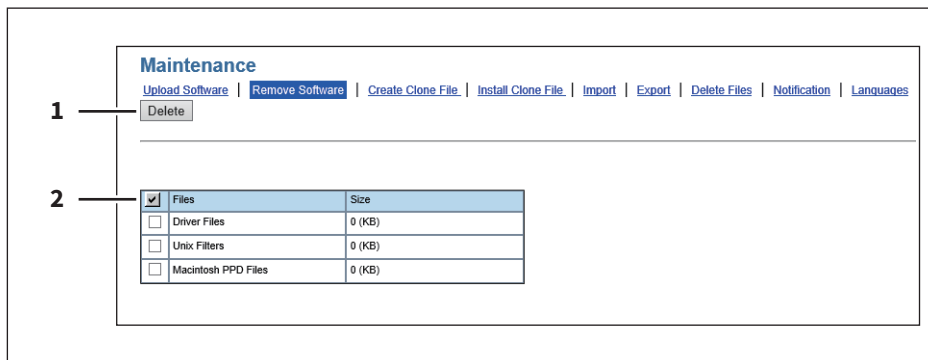 Maintenance
Upload Software | Remove Software | Create Clone File | Install Clone File | Import | Export | Delete Files | Notification | Languages
1 Delete
2 Files Size
Driver Files 0 (KB)
Unix Filters 0 (KB)
Macintosh PPD Files 0 (KB)